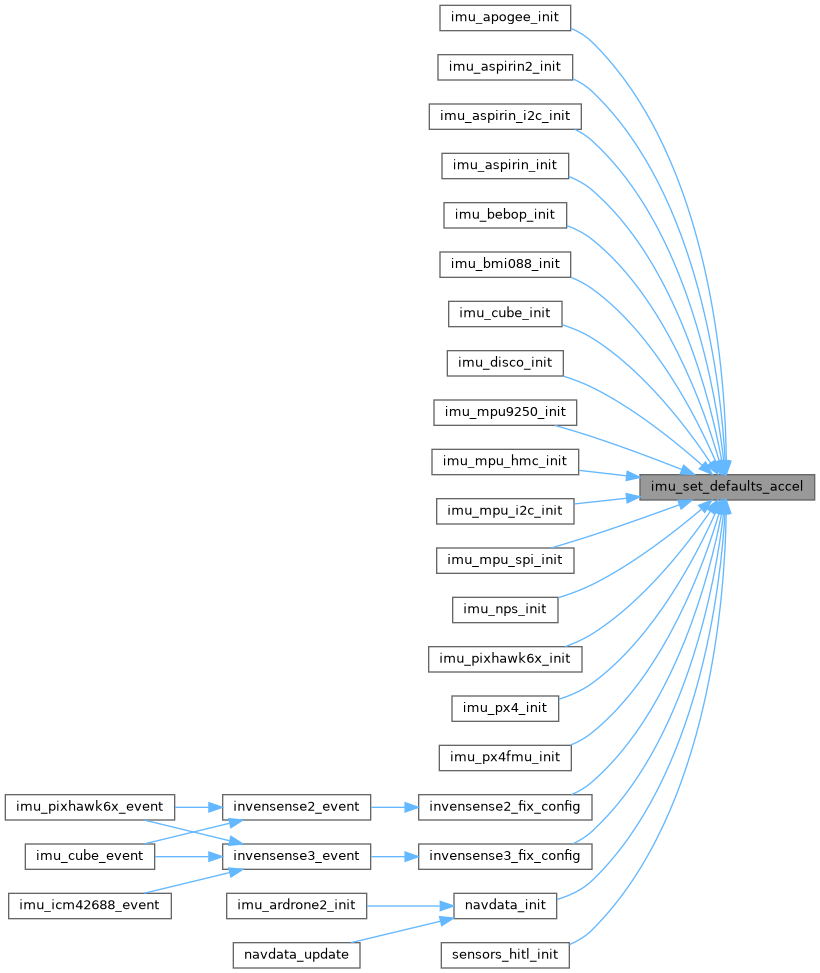 imu_apogee_init
imu_aspirin2_init
imu_aspirin_i2c_init
imu_aspirin_init
imu_bebop_init
imu_bmi088_init
imu_cube_init
imu_disco_init
imu_mpu9250_init
imu_mpu_hmc_init
imu_set_defaults_accel
imu_mpu_i2c_init
imu_mpu_spi_init
imu_nps_init
imu_pixhawk6x_init
imu_px4_init
imu_px4fmu_init
imu_pixhawk6x_event
invensense2_event
invensense2_fix_config
imu_cube_event
invensense3_event
invensense3_fix_config
imu_icm42688_event
imu_ardrone2_init
navdata_init
navdata_update
sensors_hitl_init